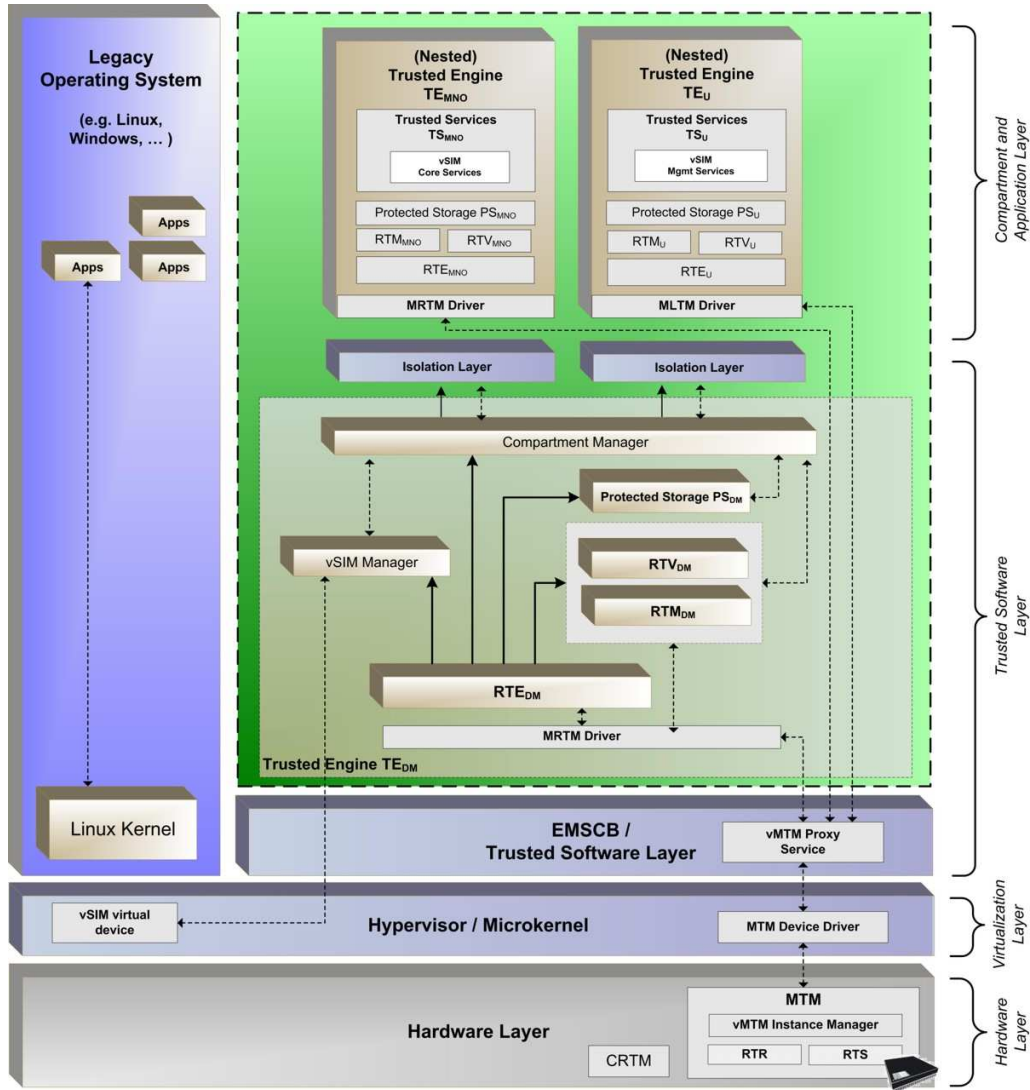 Legacy
Operating System
(e.g. Linux,
Windows, … )
Apps
Apps
Apps
Linux Kernel
(Nested)
Trusted Engine
TEMNO
Trusted Services
TSMNO
vSIM
Core Services
Protected Storage PSMNO
RTMMNO
RTVMNO
RTEMNO
MRTM Driver
(Nested)
Trusted Engine
TEU
Trusted Services
TSU
vSIM
Mgmt Services
Protected Storage PSU
RTMU
RTVU
RTEU
MLTM Driver
Compartment and
Application Layer
Isolation Layer
Isolation Layer
Compartment Manager
Protected Storage PSDM
vSIM Manager
RTVDM
RTMDM
RTEDM
MRTM Driver
Trusted Engine TEDM
Trusted Software
Layer
EMSCB /
Trusted Software Layer
vMTM Proxy
Service
vSIM virtual
device
Hypervisor / Microkernel
MTM Device Driver
Virtualization
Layer
Hardware Layer
CRTM
MTM
vMTM Instance Manager
RTR
RTS
Hardware
Layer